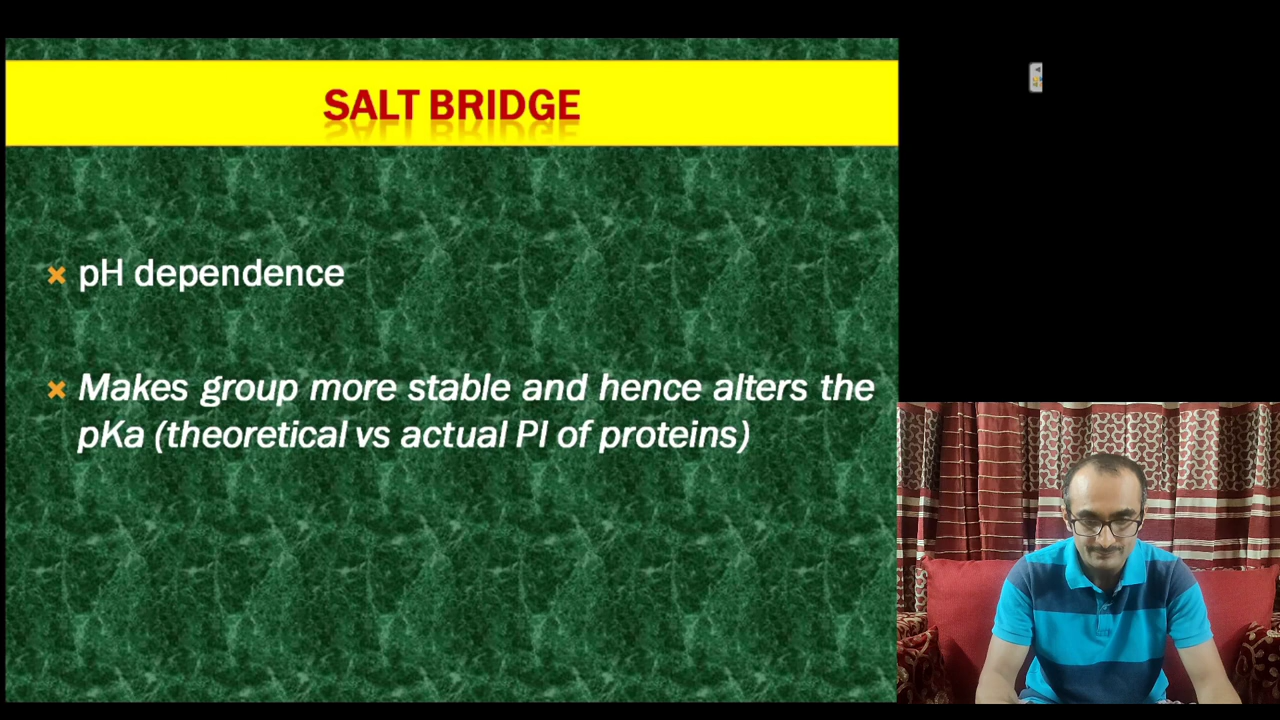 SALT BRIDGE
pH dependence
Makes group more stable and hence alters the
pKa (theoretical vs actual PI of proteins)